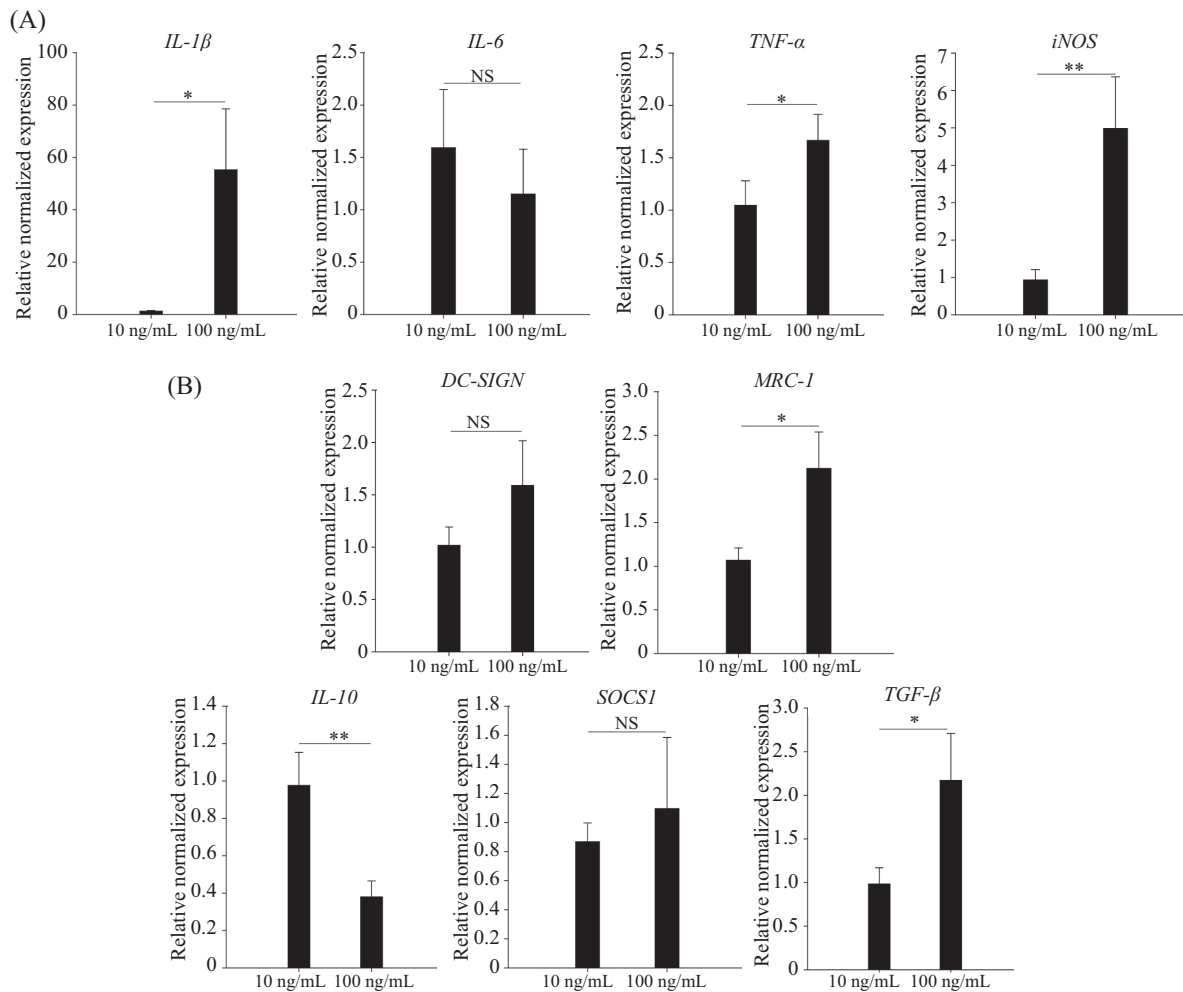 (A)
IL-1β
Relative normalized expression
100
80
60
40
20
0
*
10 ng/mL 100 ng/mL
IL-6
Relative normalized expression
2.5
2.0
1.5
1.0
0.5
0
NS
10 ng/mL 100 ng/mL
TNF-α
Relative normalized expression
2.5
2.0
1.5
1.0
0.5
0
*
10 ng/mL 100 ng/mL
iNOS
Relative normalized expression
7
6
5
4
3
2
1
0
**
10 ng/mL 100 ng/mL
(B)
DC-SIGN
Relative normalized expression
2.5
2.0
1.5
1.0
0.5
0
NS
10 ng/mL 100 ng/mL
MRC-1
Relative normalized expression
3.0
2.5
2.0
1.5
1.0
0.5
0
*
10 ng/mL 100 ng/mL
IL-10
Relative normalized expression
1.4
1.2
1.0
0.8
0.6
0.4
0.2
0
**
10 ng/mL 100 ng/mL
SOCS1
Relative normalized expression
1.8
1.6
1.4
1.2
1.0
0.8
0.6
0.4
0.2
0
NS
10 ng/mL 100 ng/mL
TGF-β
Relative normalized expression
3.0
2.5
2.0
1.5
1.0
0.5
0
*
10 ng/mL 100 ng/mL